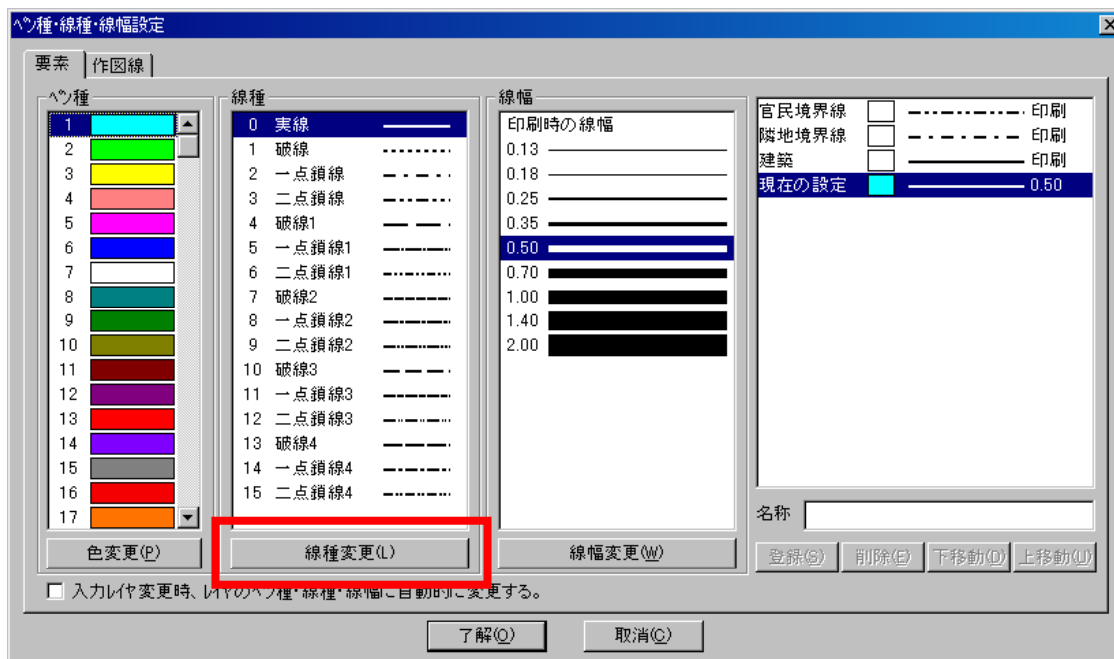 ペン種・線種・線幅設定
要素
作図線
ペン種
1
2
3
4
5
6
7
8
9
10
11
12
13
14
15
16
17
色変更(P)
線種
0 実線
1 破線
2 一点鎖線
3 二点鎖線
4 破線1
5 一点鎖線1
6 二点鎖線1
7 破線2
8 一点鎖線2
9 二点鎖線2
10 破線3
11 一点鎖線3
12 二点鎖線3
13 破線4
14 一点鎖線4
15 二点鎖線4
線種変更(L)
線幅
印刷時の線幅
0.13
0.18
0.25
0.35
0.50
0.70
1.00
1.40
2.00
線幅変更(W)
官民境界線 印刷
隣地境界線 印刷
建築 印刷
現在の設定 0.50
名称
登録(S) 削除(E) 下移動(D) 上移動(U)
入力レイヤ変更時、レイヤのペン種・線種・線幅に自動的に変更する。
了解(O) 取消(C)